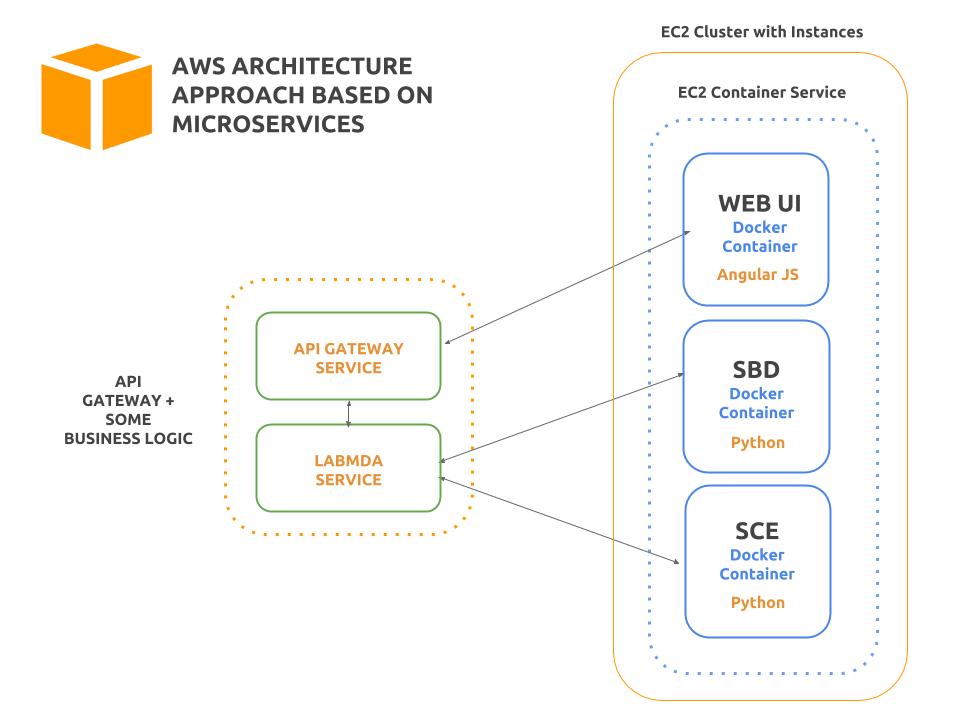 AWS ARCHITECTURE
APPROACH BASED ON
MICROSERVICES
EC2 Cluster with Instances
EC2 Container Service
WEB UI
Docker
Container
Angular JS
API GATEWAY
SERVICE
SBD
Docker
Container
Python
API
GATEWAY +
SOME
BUSINESS LOGIC
LABMDA
SERVICE
SCE
Docker
Container
Python